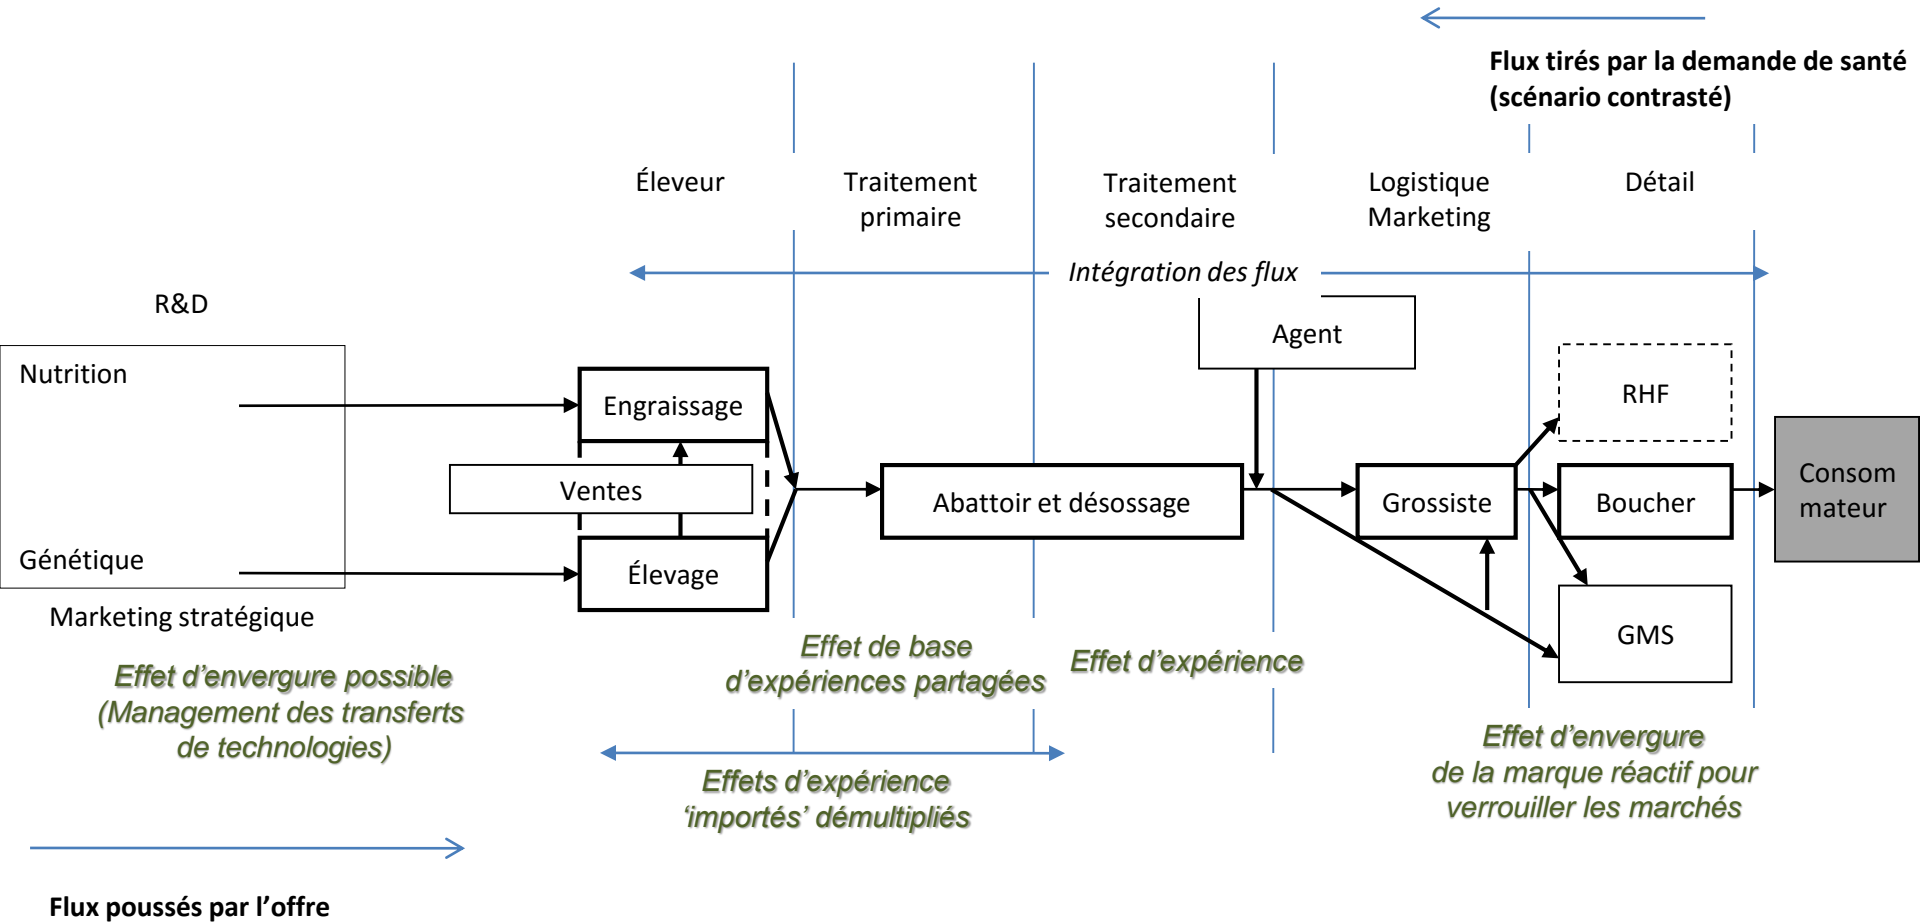 Flux tirés par la demande de santé
(scénario contrasté)
Éleveur
Traitement
primaire
Traitement
secondaire
Logistique
Marketing
Détail
Intégration des flux
R&D
Agent
Nutrition
Engraissage
RHF
Ventes
Abattoir et désossage
Grossiste
Boucher
Consom
mateur
Génétique
Élevage
Marketing stratégique
GMS
Effet d’envergure possible
(Management des transferts
de technologies)
Effet de base
d’expériences partagées
Effet d’expérience
Effets d’expérience
‘importés’ démultipliés
Effet d’envergure
de la marque réactif pour
verrouiller les marchés
Flux poussés par l’offre